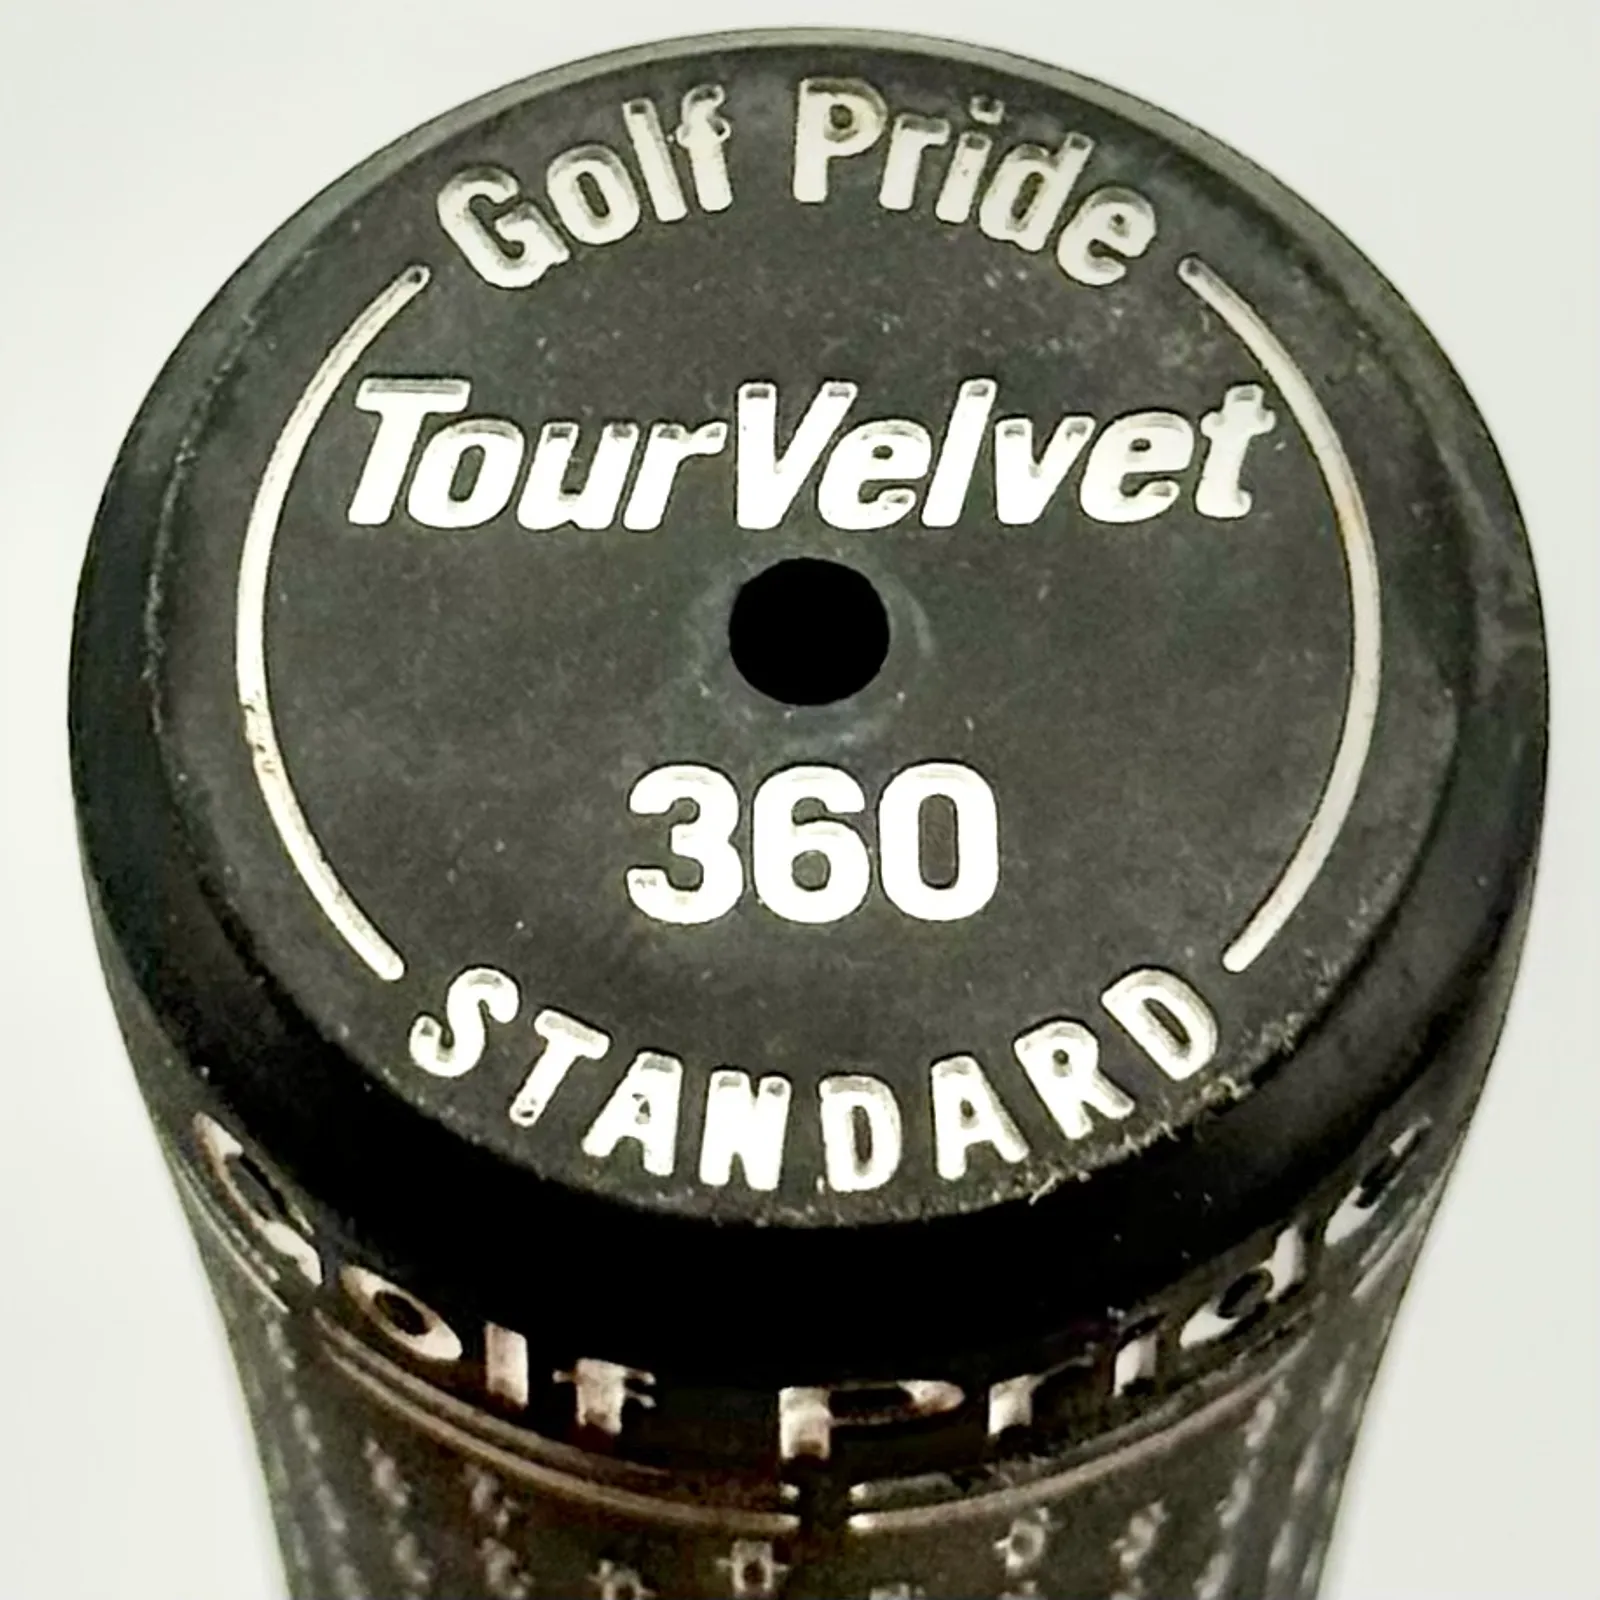 Golf Pride
TourVelvet
360
STANDARD
Golf Pride